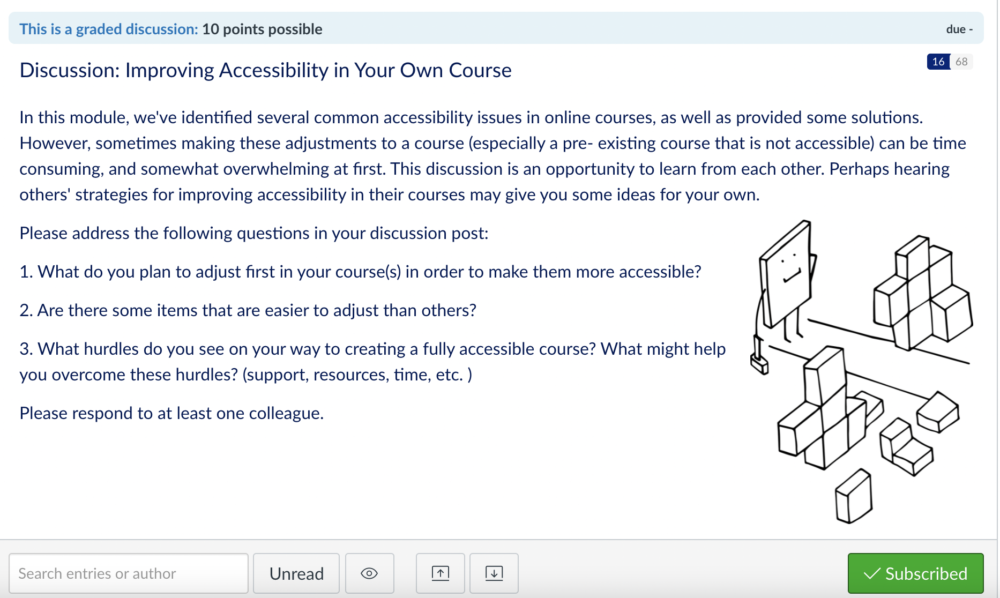 This is a graded discussion: 10 points possible
due -
Discussion: Improving Accessibility in Your Own Course
16 68
In this module, we've identified several common accessibility issues in online courses, as well as provided some solutions.
However, sometimes making these adjustments to a course (especially a pre- existing course that is not accessible) can be time
consuming, and somewhat overwhelming at first. This discussion is an opportunity to learn from each other. Perhaps hearing
others' strategies for improving accessibility in their courses may give you some ideas for your own.
Please address the following questions in your discussion post:
1. What do you plan to adjust first in your course(s) in order to make them more accessible?
2. Are there some items that are easier to adjust than others?
3. What hurdles do you see on your way to creating a fully accessible course? What might help
you overcome these hurdles? (support, resources, time, etc. )
Please respond to at least one colleague.
Search entries or author
Unread
Subscribed